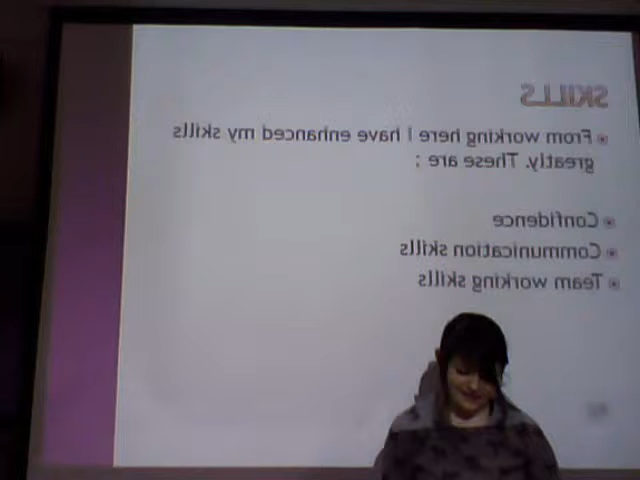 SKILLS
From working here I have enhanced my skills
greatly. These are :
Confidence
Communication skills
Team working skills